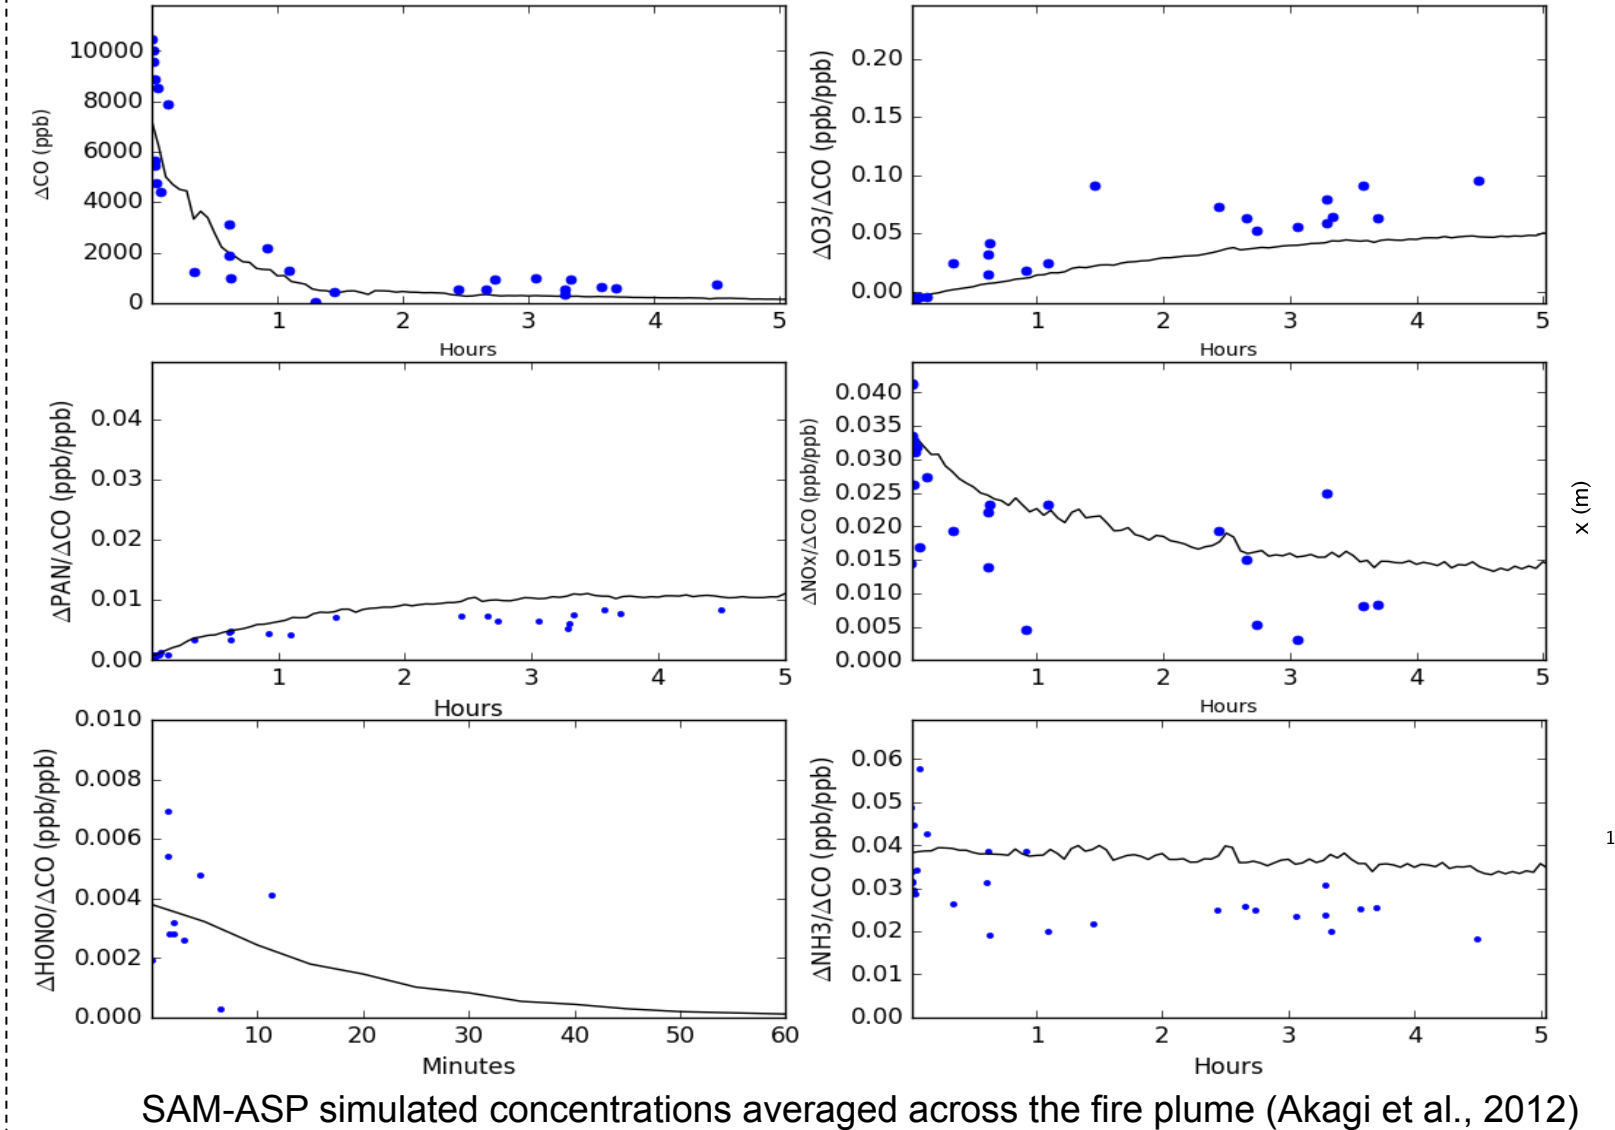 10000
8000
6000
4000
2000
0
ΔCO (ppb)
1 2 3 4 5
Hours
0.20
0.15
0.10
0.05
0.00
ΔO3/ΔCO (ppb/ppb)
1 2 3 4 5
Hours
0.04
0.03
0.02
0.01
0.00
ΔPAN/ΔCO (ppb/ppb)
1 2 3 4 5
Hours
0.040
0.035
0.030
0.025
0.020
0.015
0.010
0.005
0.000
ΔNOx/ΔCO (ppb/ppb)
1 2 3 4 5
Hours
x (m)
0.010
0.008
0.006
0.004
0.002
0.000
ΔHONO/ΔCO (ppb/ppb)
10 20 30 40 50 60
Minutes
0.06
0.05
0.04
0.03
0.02
0.01
0.00
ΔNH3/ΔCO (ppb/ppb)
1 2 3 4 5
Hours
1
SAM-ASP simulated concentrations averaged across the fire plume (Akagi et al., 2012)